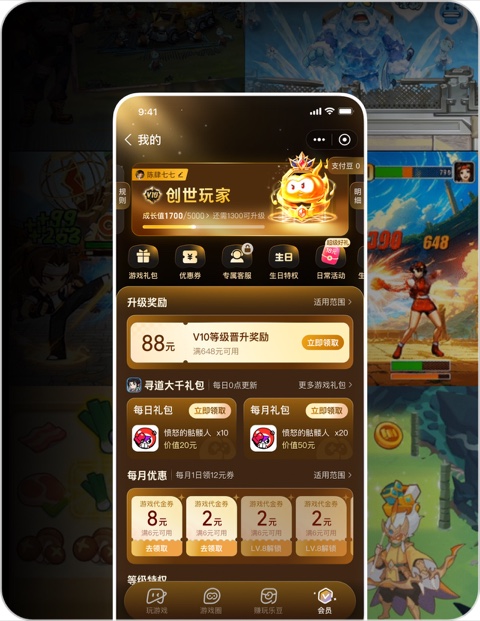 9:41
我的
支付豆 0
陈肆七七
V10
创世玩家
成长值1700/5000 还需1300可升级
规则
明细
超级好礼
生日
游戏礼包
优惠券
专属客服
生日特权
日常活动
升级奖励
适用范围
88元
V10等级晋升奖励
满648元可用
立即领取
寻道大千礼包
每日0点更新
更多游戏礼包
每日礼包
立即领取
愤怒的骷髅人 x10
价值20元
每月礼包
立即领取
愤怒的骷髅人 x20
价值50元
每月优惠
每月1日领12元券
适用范围
游戏代金券
8元
满6元可用
去领取
游戏代金券
2元
满6元可用
去领取
游戏代金券
2元
满6元可用
LV.8解锁
游戏代金券
2元
满6元可用
LV.8解锁
等级特权
玩游戏
游戏圈
赚玩乐豆
会员
648